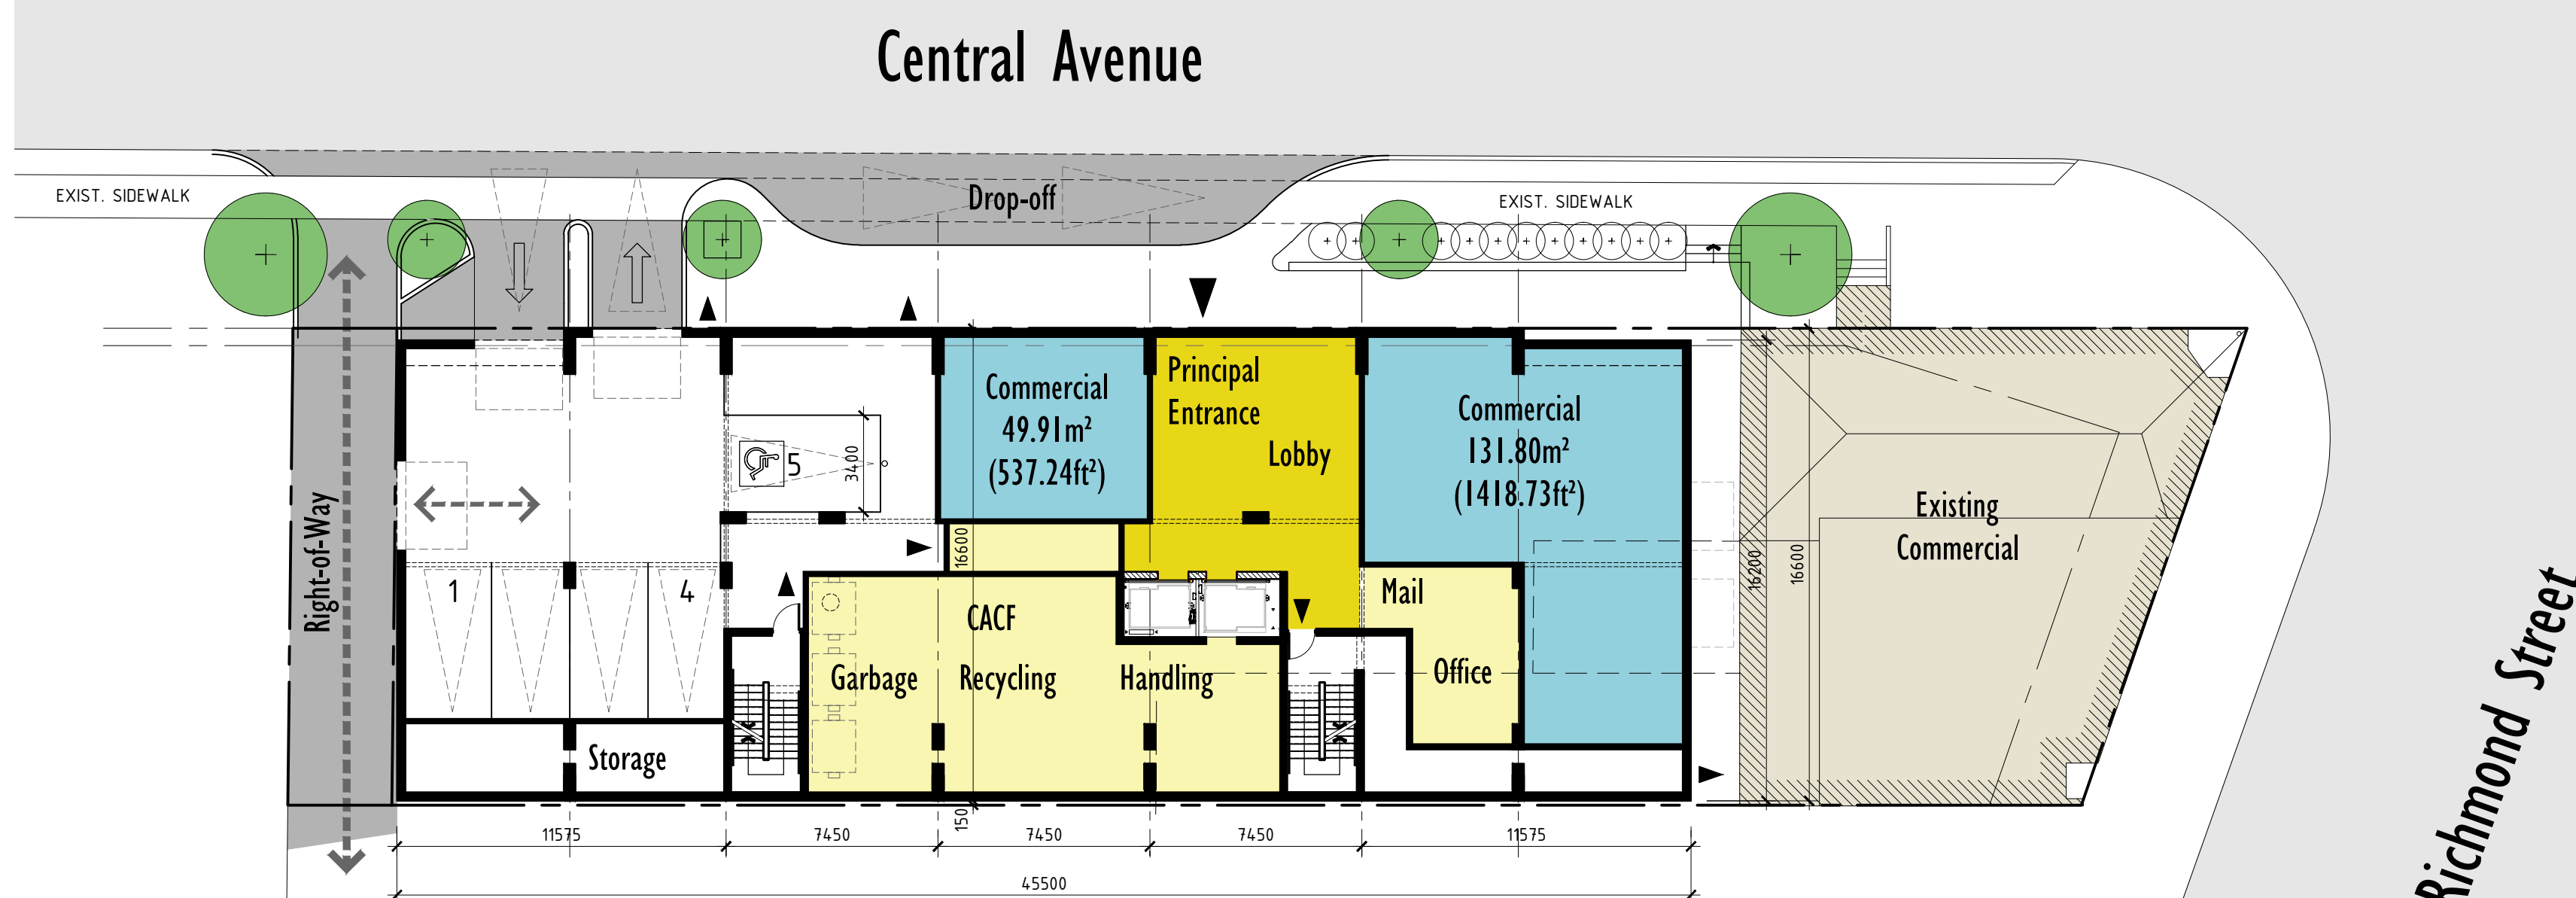 Central Avenue
EXIST. SIDEWALK
Drop-off
EXIST. SIDEWALK
Right-of-Way
1
4
Storage
5
3400
Commercial
49.91m²
(537.24ft²)
Principal
Entrance
Lobby
Commercial
131.80m²
(1418.73ft²)
16600
CACF
Garbage
Recycling
Handling
Mail
Office
16200
16600
Existing
Commercial
Richmond Street
150
11575
7450
7450
7450
11575
45500